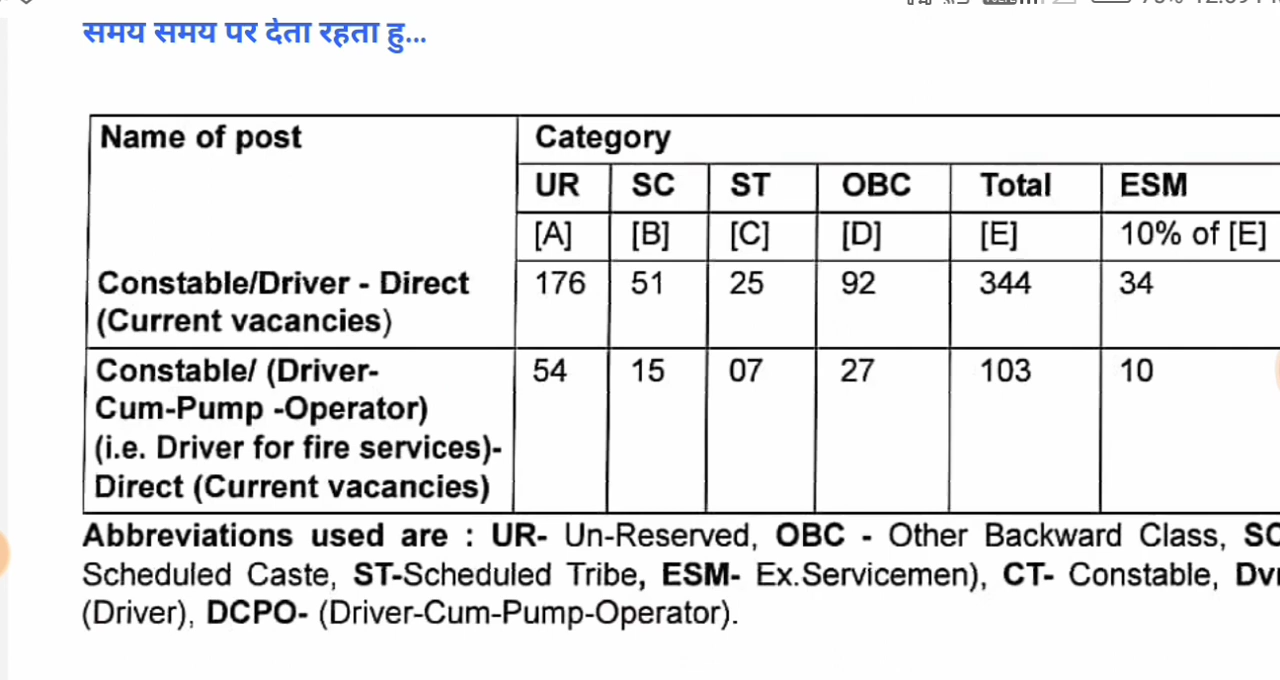 समय समय पर देता रहता हु...
Name of post Category
UR SC ST OBC Total ESM
[A] [B] [C] [D] [E] 10% of [E]
Constable/Driver - Direct 176 51 25 92 344 34
(Current vacancies)
Constable/ (Driver- 54 15 07 27 103 10
Cum-Pump -Operator)
(i.e. Driver for fire services)-
Direct (Current vacancies)
Abbreviations used are : UR- Un-Reserved, OBC - Other Backward Class, SC
Scheduled Caste, ST-Scheduled Tribe, ESM- Ex.Servicemen), CT- Constable,
(Driver), DCPO- (Driver-Cum-Pump-Operator).